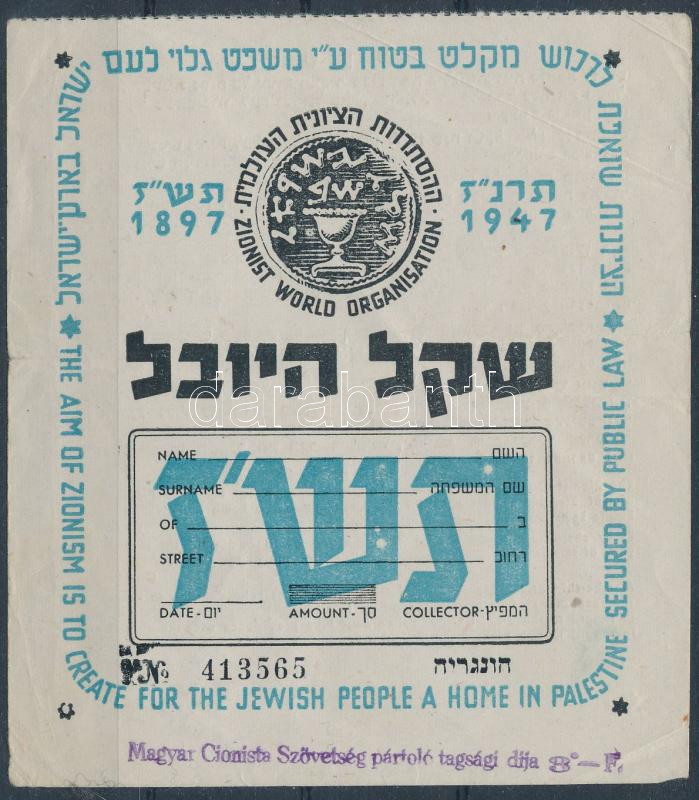 הציונות שואפת לרכוש מקלט בטוח ע"י משפט גלוי לעם ישראל בארץ ישראל
ההסתדרות הציונית העולמית
ZIONIST WORLD ORGANISATION
תש"ז תרנ"ז
1897 1947
שקל היובל
darabanth
תש"ז
NAME השם
SURNAME שם המשפחה
OF ב
STREET רחוב
DATE - יום AMOUNT - סך COLLECTOR - המפיץ
№ 413565 הונגריה
THE AIM OF ZIONISM IS TO CREATE FOR THE JEWISH PEOPLE A HOME IN PALESTINE SECURED BY PUBLIC LAW
Magyar Cionista Szövetség pártoló tagsági díja 8°— F.